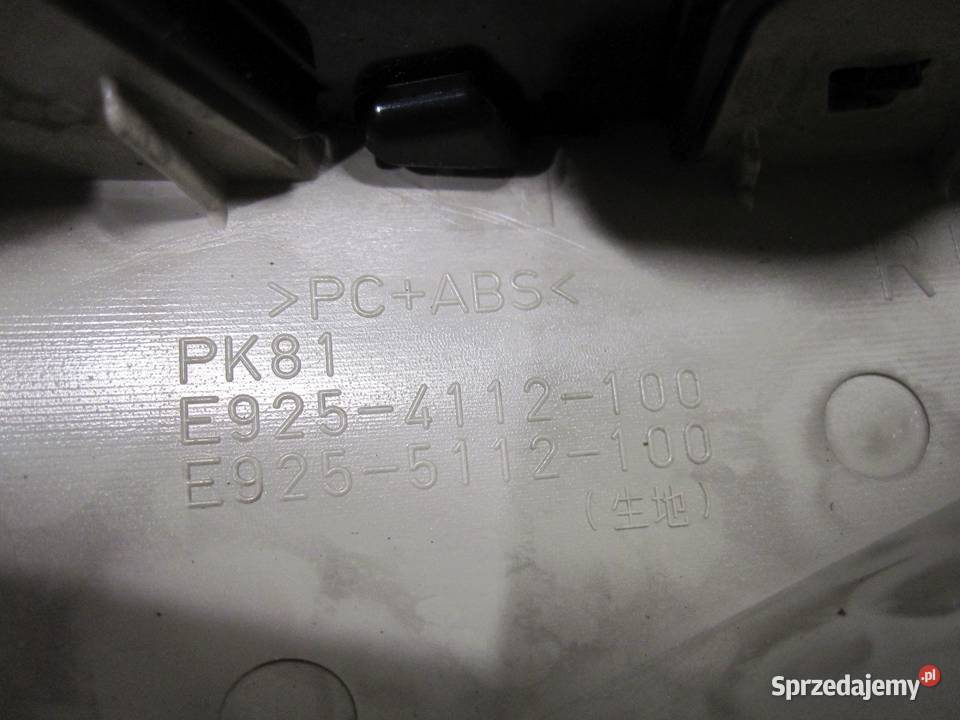 >PC+ABS<
PK81
E925-4112-100
E925-5112-100
(生地)
Sprzedajemy.pl